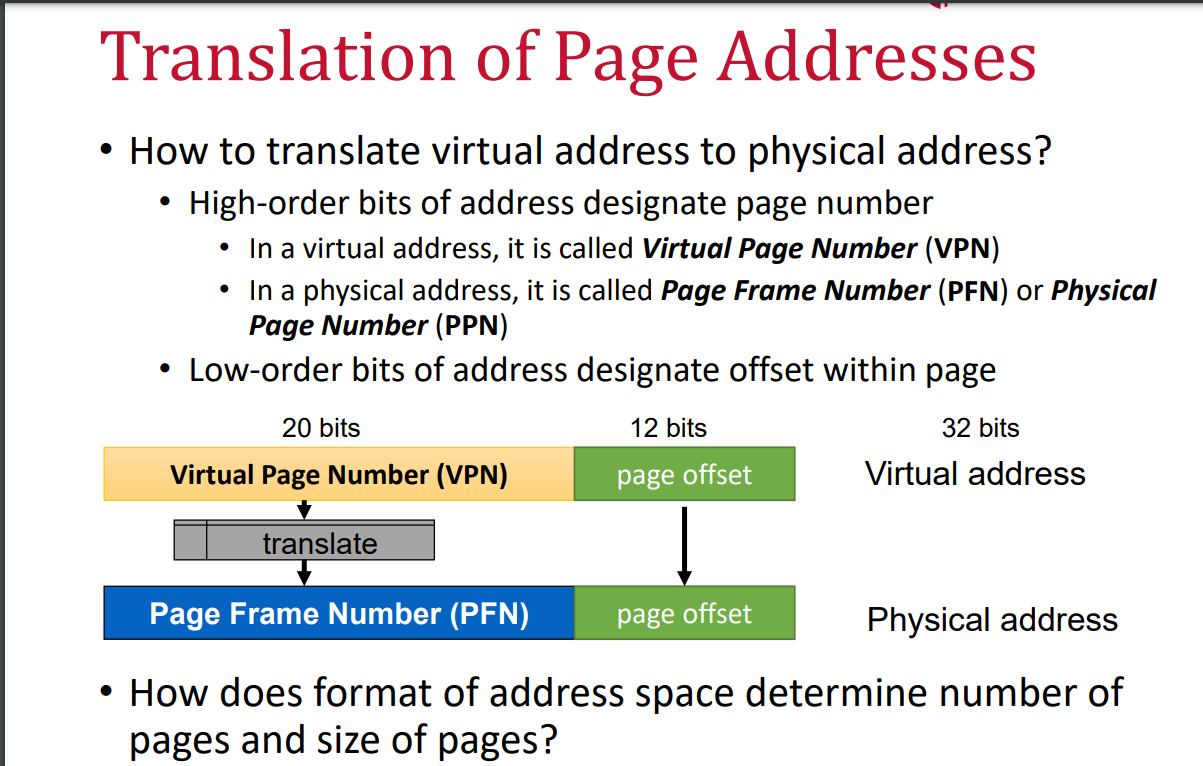 Translation of Page Addresses
• How to translate virtual address to physical address?
• High-order bits of address designate page number
• In a virtual address, it is called Virtual Page Number (VPN)
• In a physical address, it is called Page Frame Number (PFN) or Physical
Page Number (PPN)
• Low-order bits of address designate offset within page
20 bits 12 bits 32 bits
Virtual Page Number (VPN) page offset Virtual address
translate
Page Frame Number (PFN) page offset Physical address
• How does format of address space determine number of
pages and size of pages?